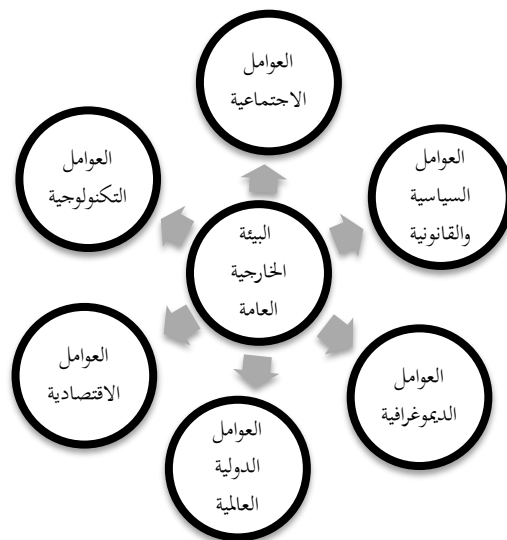 العوامل
الاجتماعية
العوامل
السياسية
والقانونية
العوامل
التكنولوجية
البيئة
الخارجية
العامة
العوامل
الديموغرافية
العوامل
الاقتصادية
العوامل
الدولية
العالمية